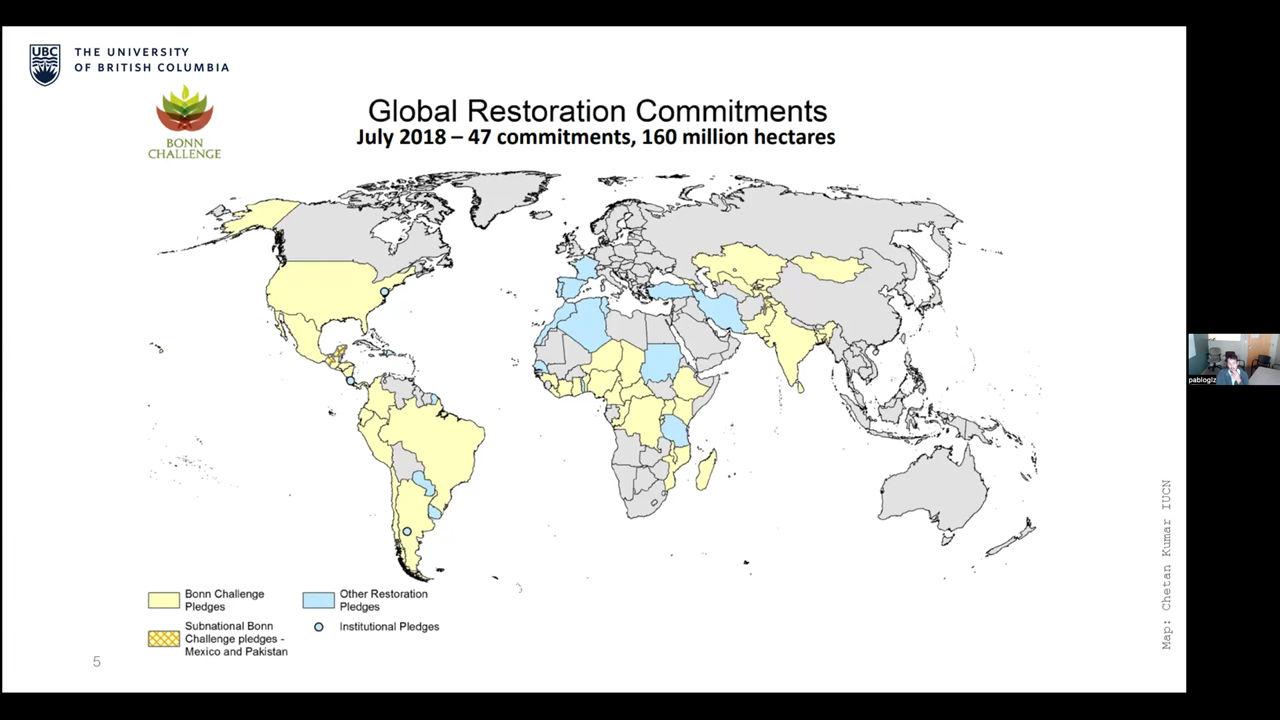 UBC
THE UNIVERSITY
OF BRITISH COLUMBIA
BONN
CHALLENGE
Global Restoration Commitments
July 2018 – 47 commitments, 160 million hectares
pabloglz
Map: Chetan Kumar IUCN
Bonn Challenge
Pledges
Other Restoration
Pledges
Subnational Bonn
Challenge pledges -
Mexico and Pakistan
Institutional Pledges
5